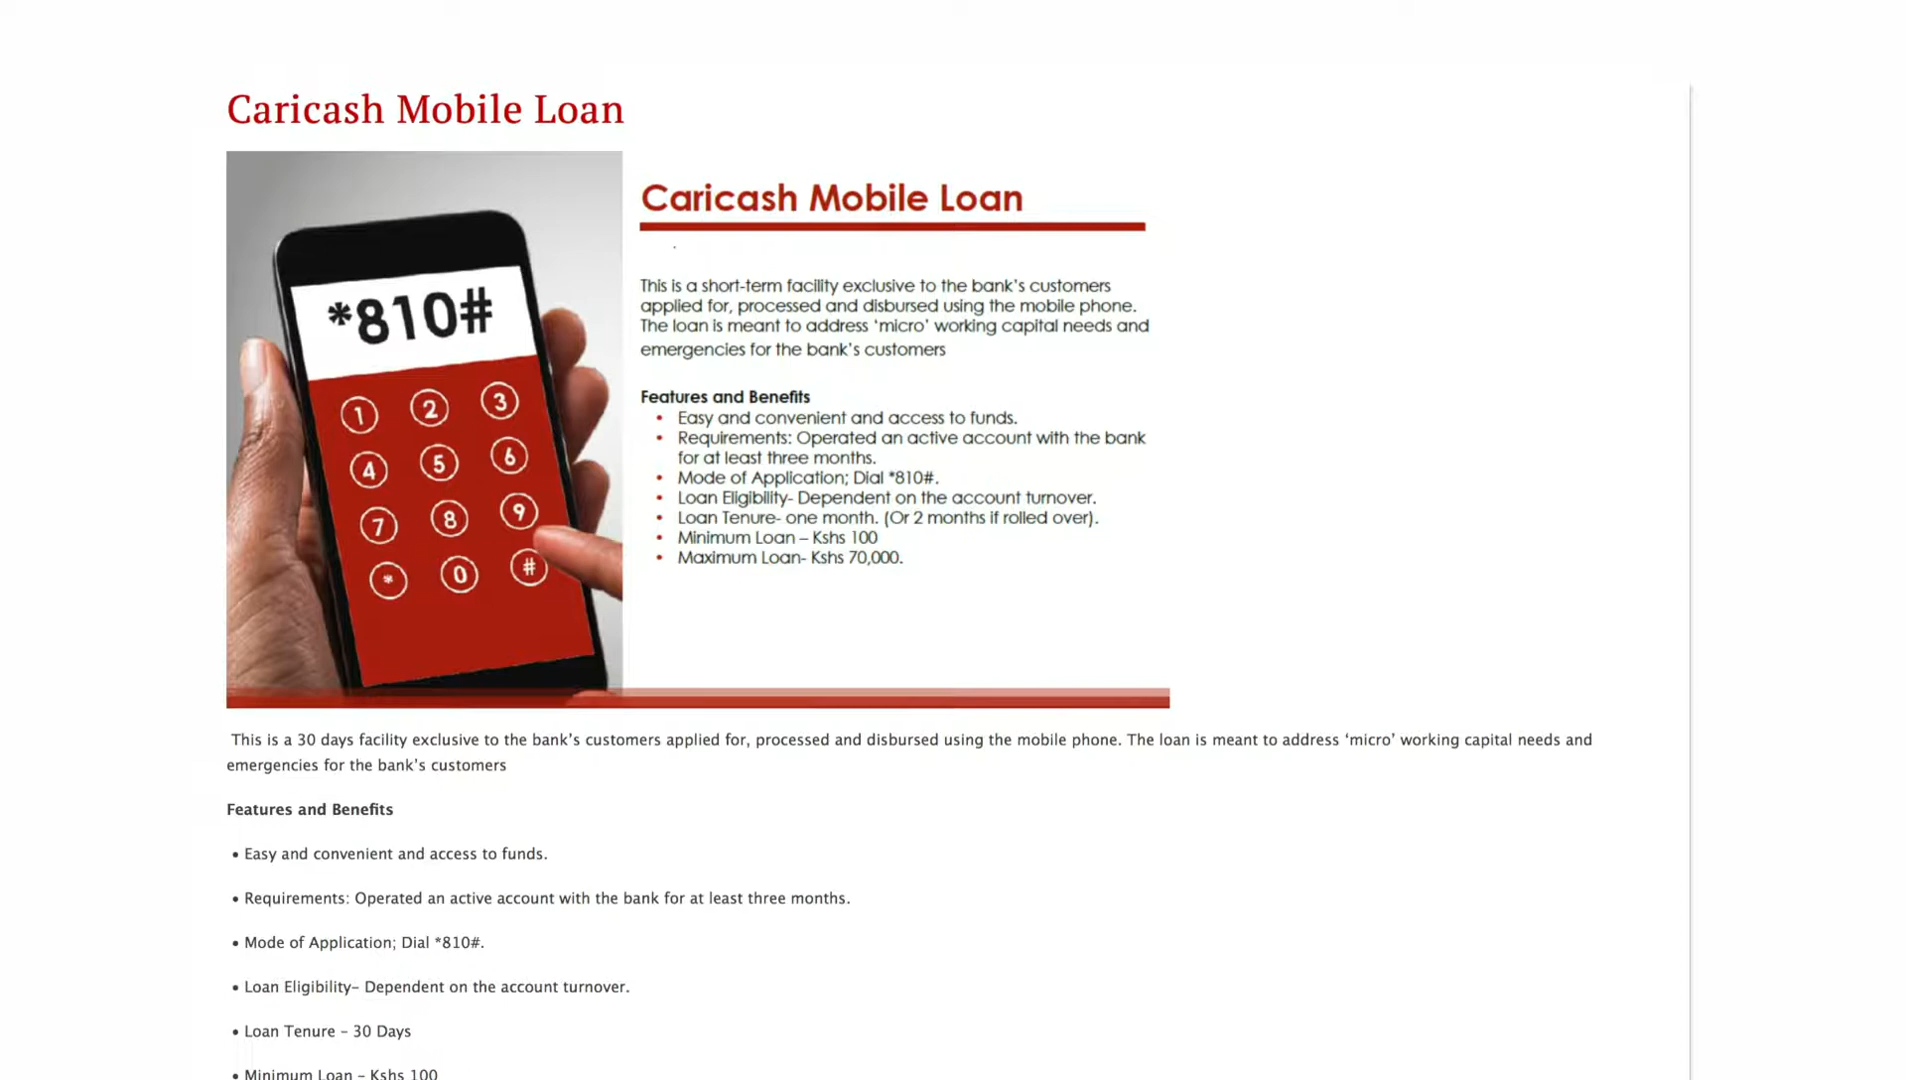 Caricash Mobile Loan
Caricash Mobile Loan
*810#
1 2 3
4 5 6
7 8 9
* 0 #
This is a short-term facility exclusive to the bank's customers
applied for, processed and disbursed using the mobile phone.
The loan is meant to address 'micro' working capital needs and
emergencies for the bank's customers
Features and Benefits
• Easy and convenient and access to funds.
• Requirements: Operated an active account with the bank
for at least three months.
• Mode of Application; Dial *810#.
• Loan Eligibility- Dependent on the account turnover.
• Loan Tenure- one month. (Or 2 months if rolled over).
• Minimum Loan – Kshs 100
• Maximum Loan- Kshs 70,000.
This is a 30 days facility exclusive to the bank's customers applied for, processed and disbursed using the mobile phone. The loan is meant to address 'micro' working capital needs and
emergencies for the bank's customers
Features and Benefits
• Easy and convenient and access to funds.
• Requirements: Operated an active account with the bank for at least three months.
• Mode of Application; Dial *810#.
• Loan Eligibility– Dependent on the account turnover.
• Loan Tenure – 30 Days
• Minimum Loan – Kshs 100